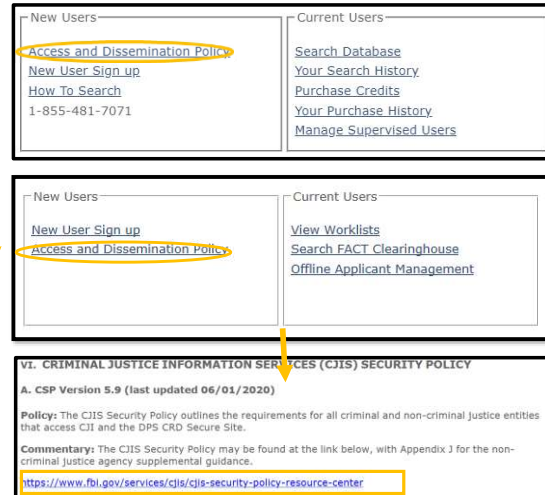 New Users
Access and Dissemination Policy
New User Sign up
How To Search
1-855-481-7071
Current Users
Search Database
Your Search History
Purchase Credits
Your Purchase History
Manage Supervised Users
New Users
New User Sign up
Access and Dissemination Policy
Current Users
View Worklists
Search FACT Clearinghouse
Offline Applicant Management
VI. CRIMINAL JUSTICE INFORMATION SERVICES (CJIS) SECURITY POLICY
A. CSP Version 5.9 (last updated 06/01/2020)
Policy: The CJIS Security Policy outlines the requirements for all criminal and non-criminal justice entities
that access CJI and the DPS CRD Secure Site.
Commentary: The CJIS Security Policy may be found at the link below, with Appendix J for the non-
criminal justice agency supplemental guidance.
https://www.fbi.gov/services/cjis/cjis-security-policy-resource-center